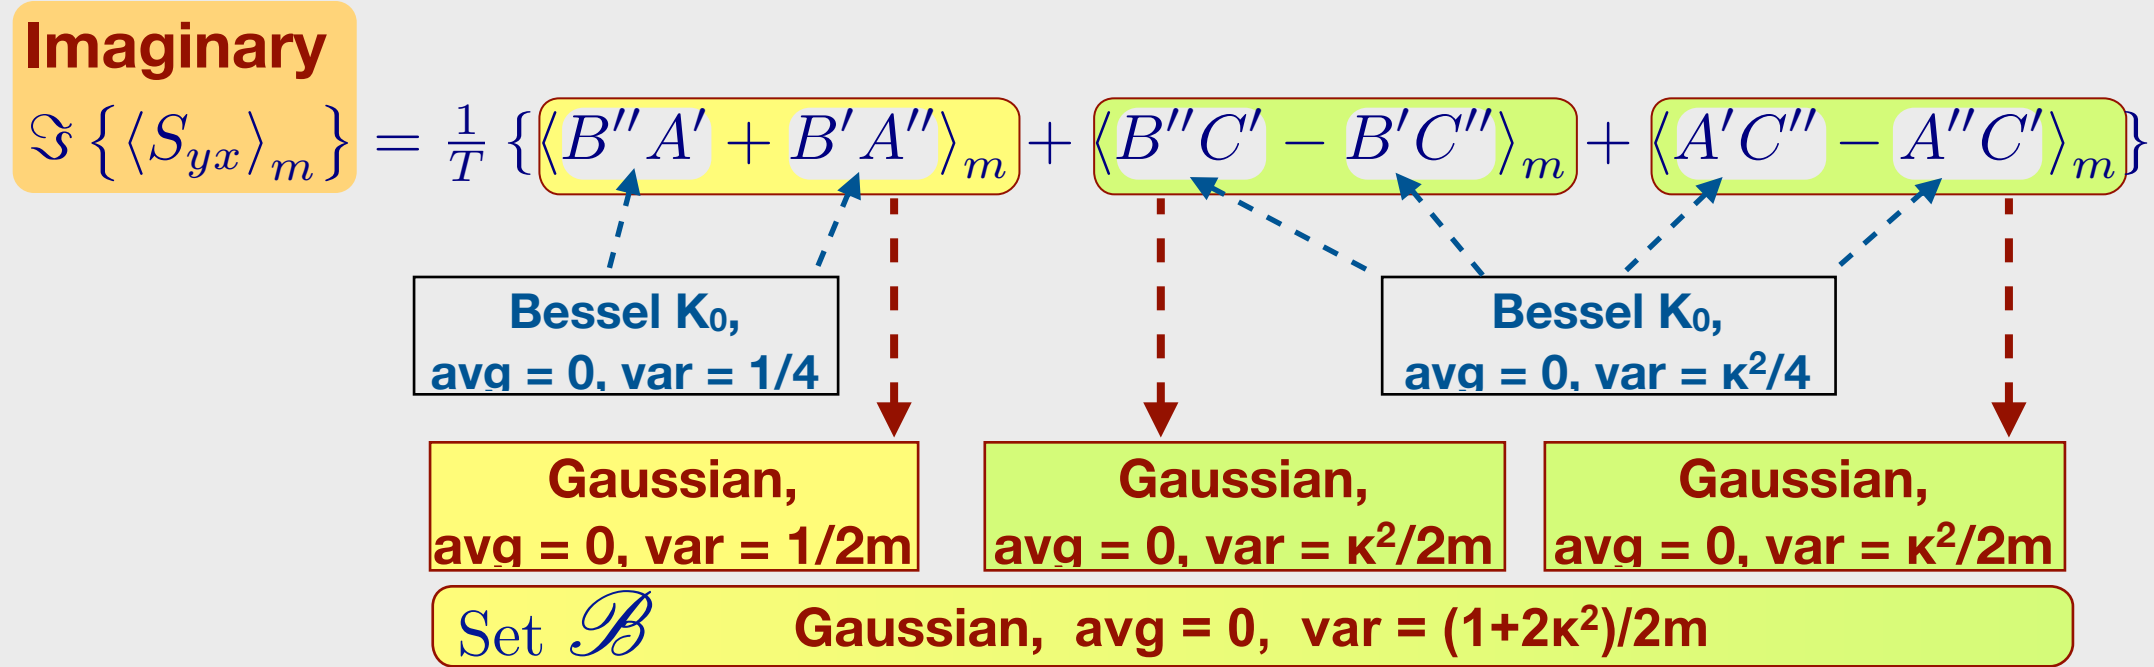 Imaginary
ℑ { ⟨S_yx⟩_m } = 1/T {⟨B″A′ + B′A″⟩_m + ⟨B″C′ − B′C″⟩_m + ⟨A′C″ − A″C′⟩_m}
Bessel K₀,
avg = 0, var = 1/4
Bessel K₀,
avg = 0, var = κ²/4
Gaussian,
avg = 0, var = 1/2m
Gaussian,
avg = 0, var = κ²/2m
Gaussian,
avg = 0, var = κ²/2m
Set ℬ Gaussian, avg = 0, var = (1+2κ²)/2m